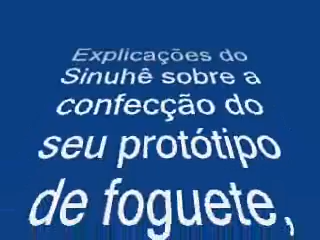 Explicações do
Sinuhê sobre a
confecção do
seu protótipo
de foguete,